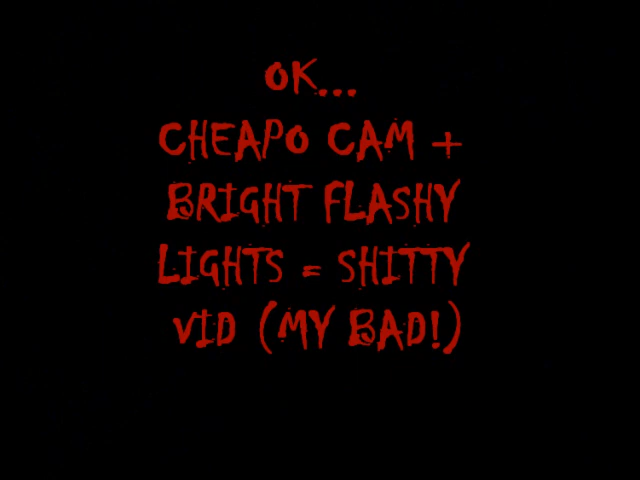 OK...
CHEAPO CAM +
BRIGHT FLASHY
LIGHTS = SHITTY
VID (MY BAD!)